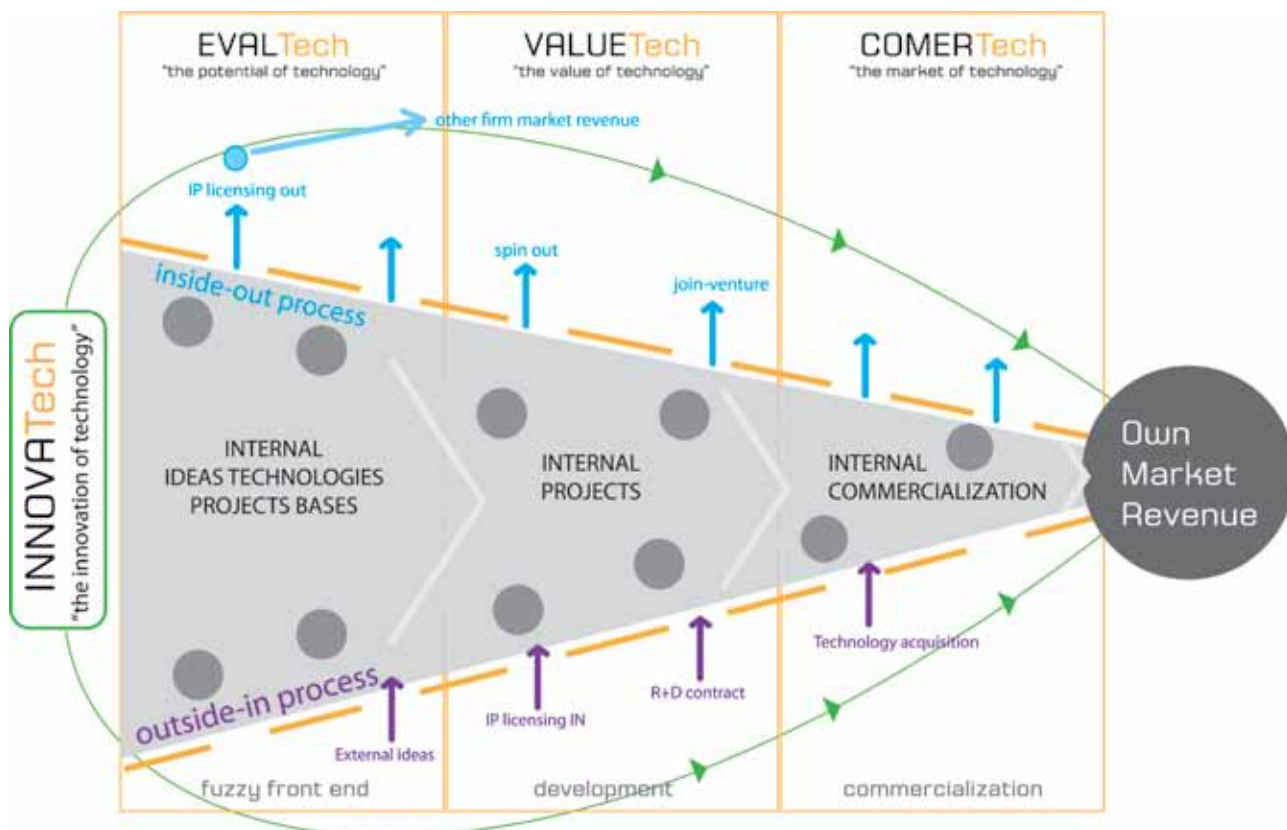 EVALTech
"the potential of technology"
VALUETech
"the value of technology"
COMERTech
"the market of technology"
other firm market revenue
IP licensing out
spin out
join-venture
inside-out process
INNOVATech
"the innovation of technology"
INTERNAL
IDEAS TECHNOLOGIES
PROJECTS BASES
INTERNAL
PROJECTS
INTERNAL
COMMERCIALIZATION
Own
Market
Revenue
outside-in process
External ideas
IP licensing IN
R+D contract
Technology acquisition
fuzzy front end
development
commercialization